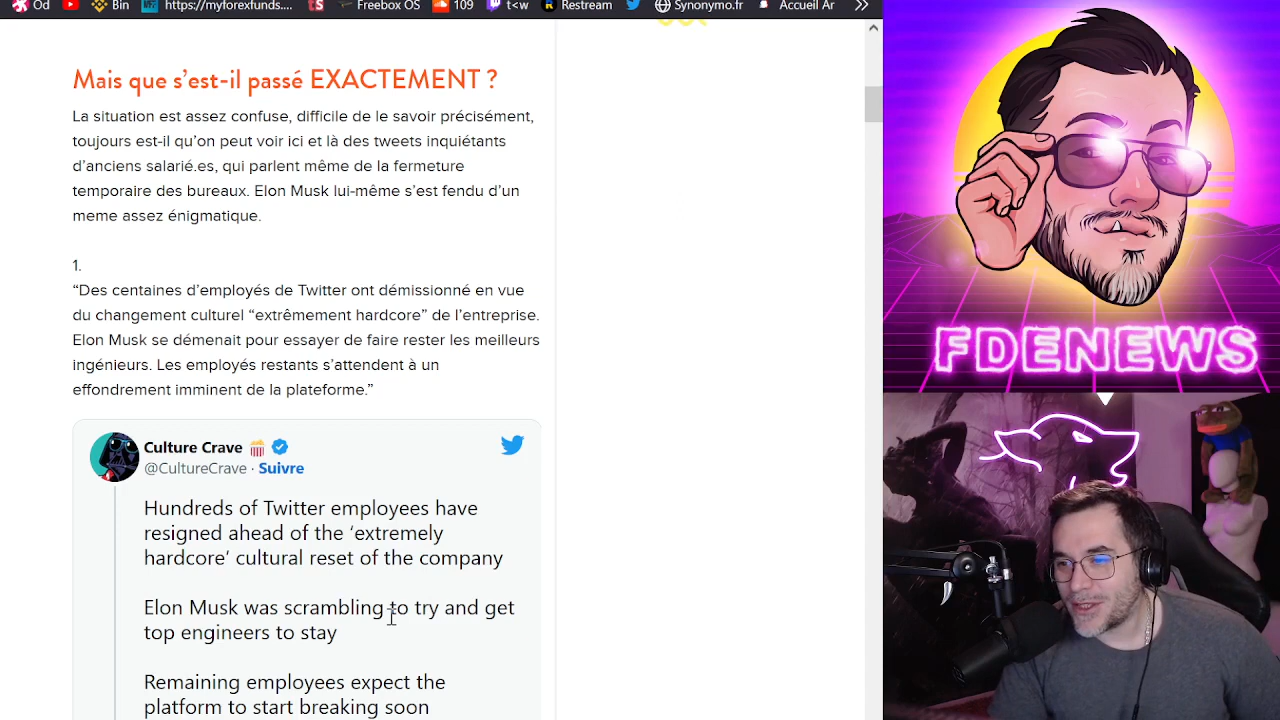 Od
Bin
https://myforexfunds....
Freebox OS
109
t<w
Restream
Synonymo.fr
Accueil Ar
Mais que s’est-il passé EXACTEMENT ?
La situation est assez confuse, difficile de le savoir précisément,
toujours est-il qu’on peut voir ici et là des tweets inquiétants
d’anciens salarié.es, qui parlent même de la fermeture
temporaire des bureaux. Elon Musk lui-même s’est fendu d’un
meme assez énigmatique.
1.
“Des centaines d’employés de Twitter ont démissionné en vue
du changement culturel “extrêmement hardcore” de l’entreprise.
Elon Musk se démenait pour essayer de faire rester les meilleurs
ingénieurs. Les employés restants s’attendent à un
effondrement imminent de la plateforme.”
Culture Crave
@CultureCrave · Suivre
Hundreds of Twitter employees have
resigned ahead of the ‘extremely
hardcore’ cultural reset of the company
Elon Musk was scrambling to try and get
top engineers to stay
Remaining employees expect the
platform to start breaking soon
FDENEWS